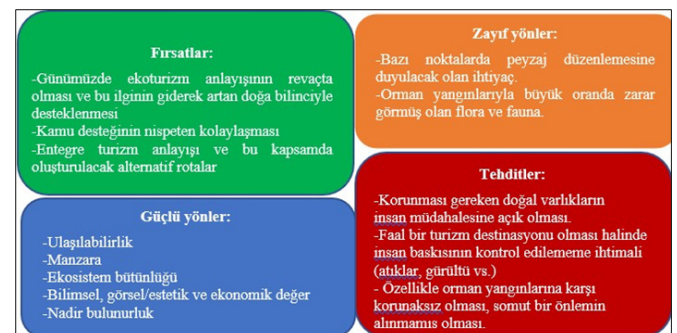 Fırsatlar:
-Günümüzde ekoturizm anlayışının revaçta
olması ve bu ilginin giderek artan doğa bilinciyle
desteklenmesi
-Kamu desteğinin nispeten kolaylaşması
-Entegre turizm anlayışı ve bu kapsamda
oluşturulacak alternatif rotalar
Zayıf yönler:
-Bazı noktalarda peyzaj düzenlemesine
duyulacak olan ihtiyaç.
-Orman yangınlarıyla büyük oranda zarar
görmüş olan flora ve fauna.
Güçlü yönler:
-Ulaşılabilirlik
-Manzara
-Ekosistem bütünlüğü
-Bilimsel, görsel/estetik ve ekonomik değer
-Nadir bulunurluk
Tehditler:
-Korunması gereken doğal varlıkların
insan müdahalesine açık olması.
-Faal bir turizm destinasyonu olması halinde
insan baskısının kontrol edilememe ihtimali
(atıklar, gürültü vs.)
- Özellikle orman yangınlarına karşı
korunaksız olması, somut bir önlemin
alınmamış olması.